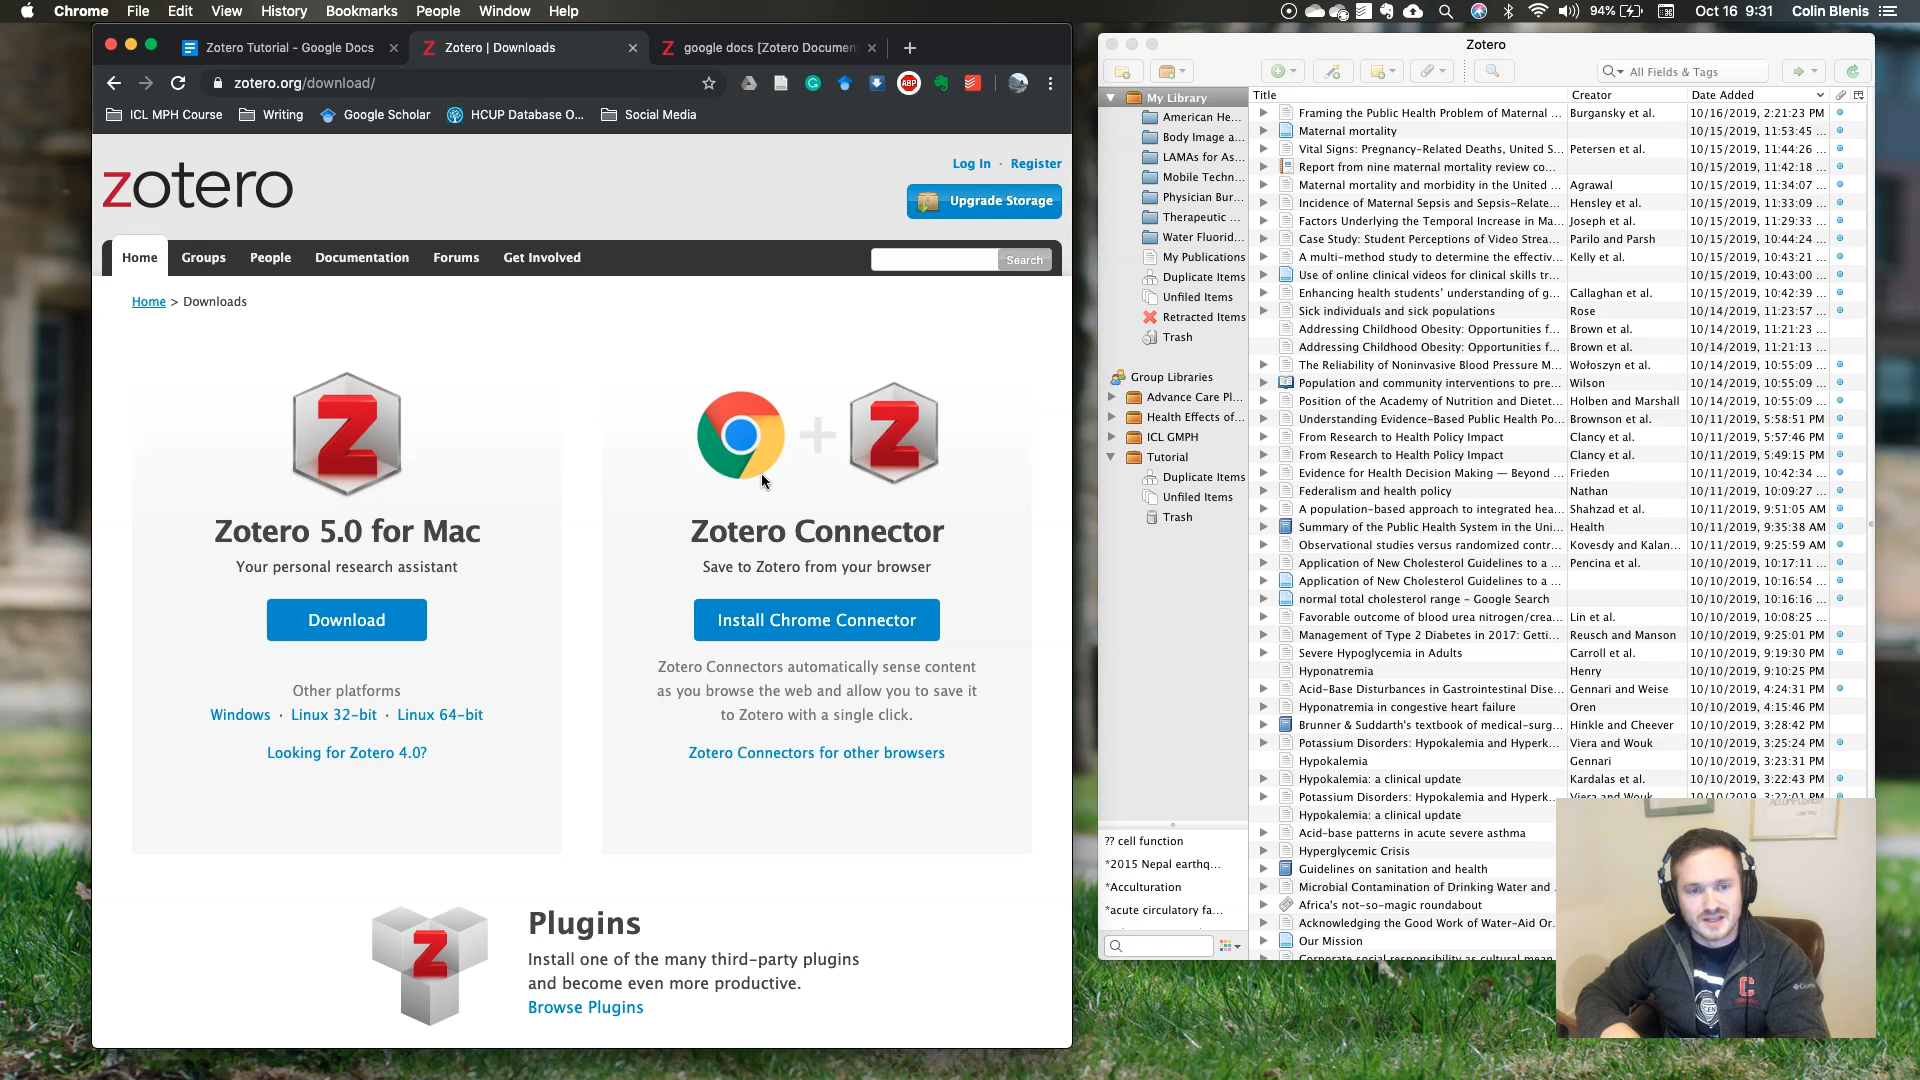 Chrome File Edit View History Bookmarks People Window Help
94% Oct 16 9:31 Colin Blenis
Zotero Tutorial - Google Docs
Zotero | Downloads
google docs [Zotero Documen
zotero.org/download/
ABP
ICL MPH Course Writing Google Scholar HCUP Database O... Social Media
zotero
Log In · Register
Upgrade Storage
Home Groups People Documentation Forums Get Involved
Search
Home > Downloads
Zotero 5.0 for Mac
Your personal research assistant
Download
Other platforms
Windows · Linux 32-bit · Linux 64-bit
Looking for Zotero 4.0?
Zotero Connector
Save to Zotero from your browser
Install Chrome Connector
Zotero Connectors automatically sense content
as you browse the web and allow you to save it
to Zotero with a single click.
Zotero Connectors for other browsers
Plugins
Install one of the many third-party plugins
and become even more productive.
Browse Plugins
Zotero
All Fields & Tags
My Library
American He...
Body Image a...
LAMAs for As...
Mobile Techn...
Physician Bur...
Therapeutic ...
Water Fluorid...
My Publications
Duplicate Items
Unfiled Items
Retracted Items
Trash
Group Libraries
Advance Care Pl...
Health Effects of...
ICL GMPH
Tutorial
Duplicate Items
Unfiled Items
Trash
?? cell function
*2015 Nepal earthq...
*Acculturation
*acute circulatory fa...
Title Creator Date Added
Framing the Public Health Problem of Maternal ... Burgansky et al. 10/16/2019, 2:21:23 PM
Maternal mortality 10/15/2019, 11:53:45 ...
Vital Signs: Pregnancy-Related Deaths, United S... Petersen et al. 10/15/2019, 11:44:26 ...
Report from nine maternal mortality review co... 10/15/2019, 11:42:18 ...
Maternal mortality and morbidity in the United ... Agrawal 10/15/2019, 11:34:07 ...
Incidence of Maternal Sepsis and Sepsis-Relate... Hensley et al. 10/15/2019, 11:33:09 ...
Factors Underlying the Temporal Increase in Ma... Joseph et al. 10/15/2019, 11:29:33 ...
Case Study: Student Perceptions of Video Strea... Parilo and Parsh 10/15/2019, 10:44:24 ...
A multi-method study to determine the effectiv... Kelly et al. 10/15/2019, 10:43:21 ...
Use of online clinical videos for clinical skills tr... 10/15/2019, 10:43:00 ...
Enhancing health students' understanding of g... Callaghan et al. 10/15/2019, 10:42:39 ...
Sick individuals and sick populations Rose 10/14/2019, 11:23:57 ...
Addressing Childhood Obesity: Opportunities f... Brown et al. 10/14/2019, 11:21:23 ...
Addressing Childhood Obesity: Opportunities f... Brown et al. 10/14/2019, 11:21:13 ...
The Reliability of Noninvasive Blood Pressure M... Wołoszyn et al. 10/14/2019, 10:55:09 ...
Population and community interventions to pre... Wilson 10/14/2019, 10:55:09 ...
Position of the Academy of Nutrition and Dietet... Holben and Marshall 10/14/2019, 10:55:09 ...
Understanding Evidence-Based Public Health Po... Brownson et al. 10/11/2019, 5:58:51 PM
From Research to Health Policy Impact Clancy et al. 10/11/2019, 5:57:46 PM
From Research to Health Policy Impact Clancy et al. 10/11/2019, 5:49:15 PM
Evidence for Health Decision Making — Beyond ... Frieden 10/11/2019, 10:42:34 ...
Federalism and health policy Nathan 10/11/2019, 10:09:27 ...
A population-based approach to integrated hea... Shahzad et al. 10/11/2019, 9:51:05 AM
Summary of the Public Health System in the Uni... Health 10/11/2019, 9:35:38 AM
Observational studies versus randomized contr... Kovesdy and Kalan... 10/11/2019, 9:25:59 AM
Application of New Cholesterol Guidelines to a ... Pencina et al. 10/10/2019, 10:17:11 ...
Application of New Cholesterol Guidelines to a ... 10/10/2019, 10:16:54 ...
normal total cholesterol range – Google Search 10/10/2019, 10:16:16 ...
Favorable outcome of blood urea nitrogen/crea... Lin et al. 10/10/2019, 10:08:25 ...
Management of Type 2 Diabetes in 2017: Getti... Reusch and Manson 10/10/2019, 9:25:01 PM
Severe Hypoglycemia in Adults Carroll et al. 10/10/2019, 9:19:30 PM
Hyponatremia Henry 10/10/2019, 9:10:25 PM
Acid-Base Disturbances in Gastrointestinal Dise... Gennari and Weise 10/10/2019, 4:24:31 PM
Hyponatremia in congestive heart failure Oren 10/10/2019, 4:15:46 PM
Brunner & Suddarth's textbook of medical-surg... Hinkle and Cheever 10/10/2019, 3:28:42 PM
Potassium Disorders: Hypokalemia and Hyperk... Viera and Wouk 10/10/2019, 3:25:24 PM
Hypokalemia Gennari 10/10/2019, 3:23:31 PM
Hypokalemia: a clinical update Kardalas et al. 10/10/2019, 3:22:43 PM
Potassium Disorders: Hypokalemia and Hyperk... Viera and Wouk 10/10/2019, 3:22:01 PM
Hypokalemia: a clinical update
Acid-base patterns in acute severe asthma
Hyperglycemic Crisis
Guidelines on sanitation and health
Microbial Contamination of Drinking Water and
Africa's not-so-magic roundabout
Acknowledging the Good Work of Water-Aid Or
Our Mission
Corporate social responsibility as cultural mean